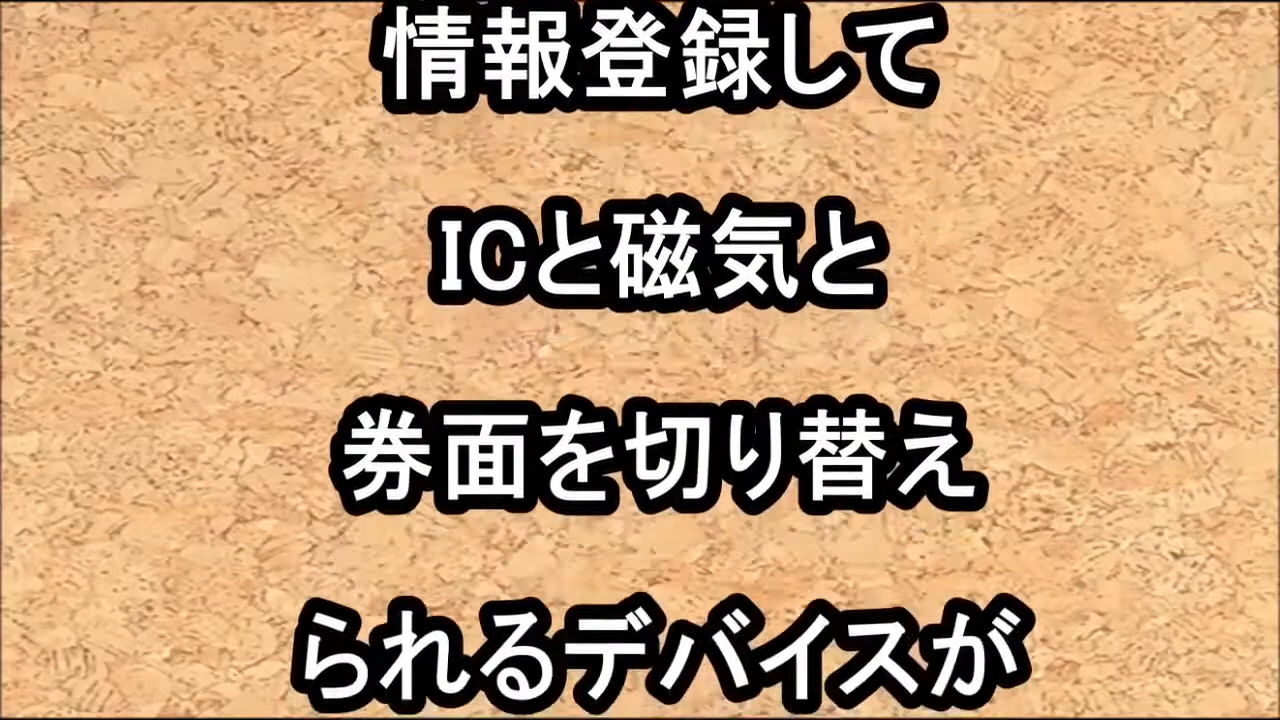 情報登録して
ICと磁気と
券面を切り替え
られるデバイスが